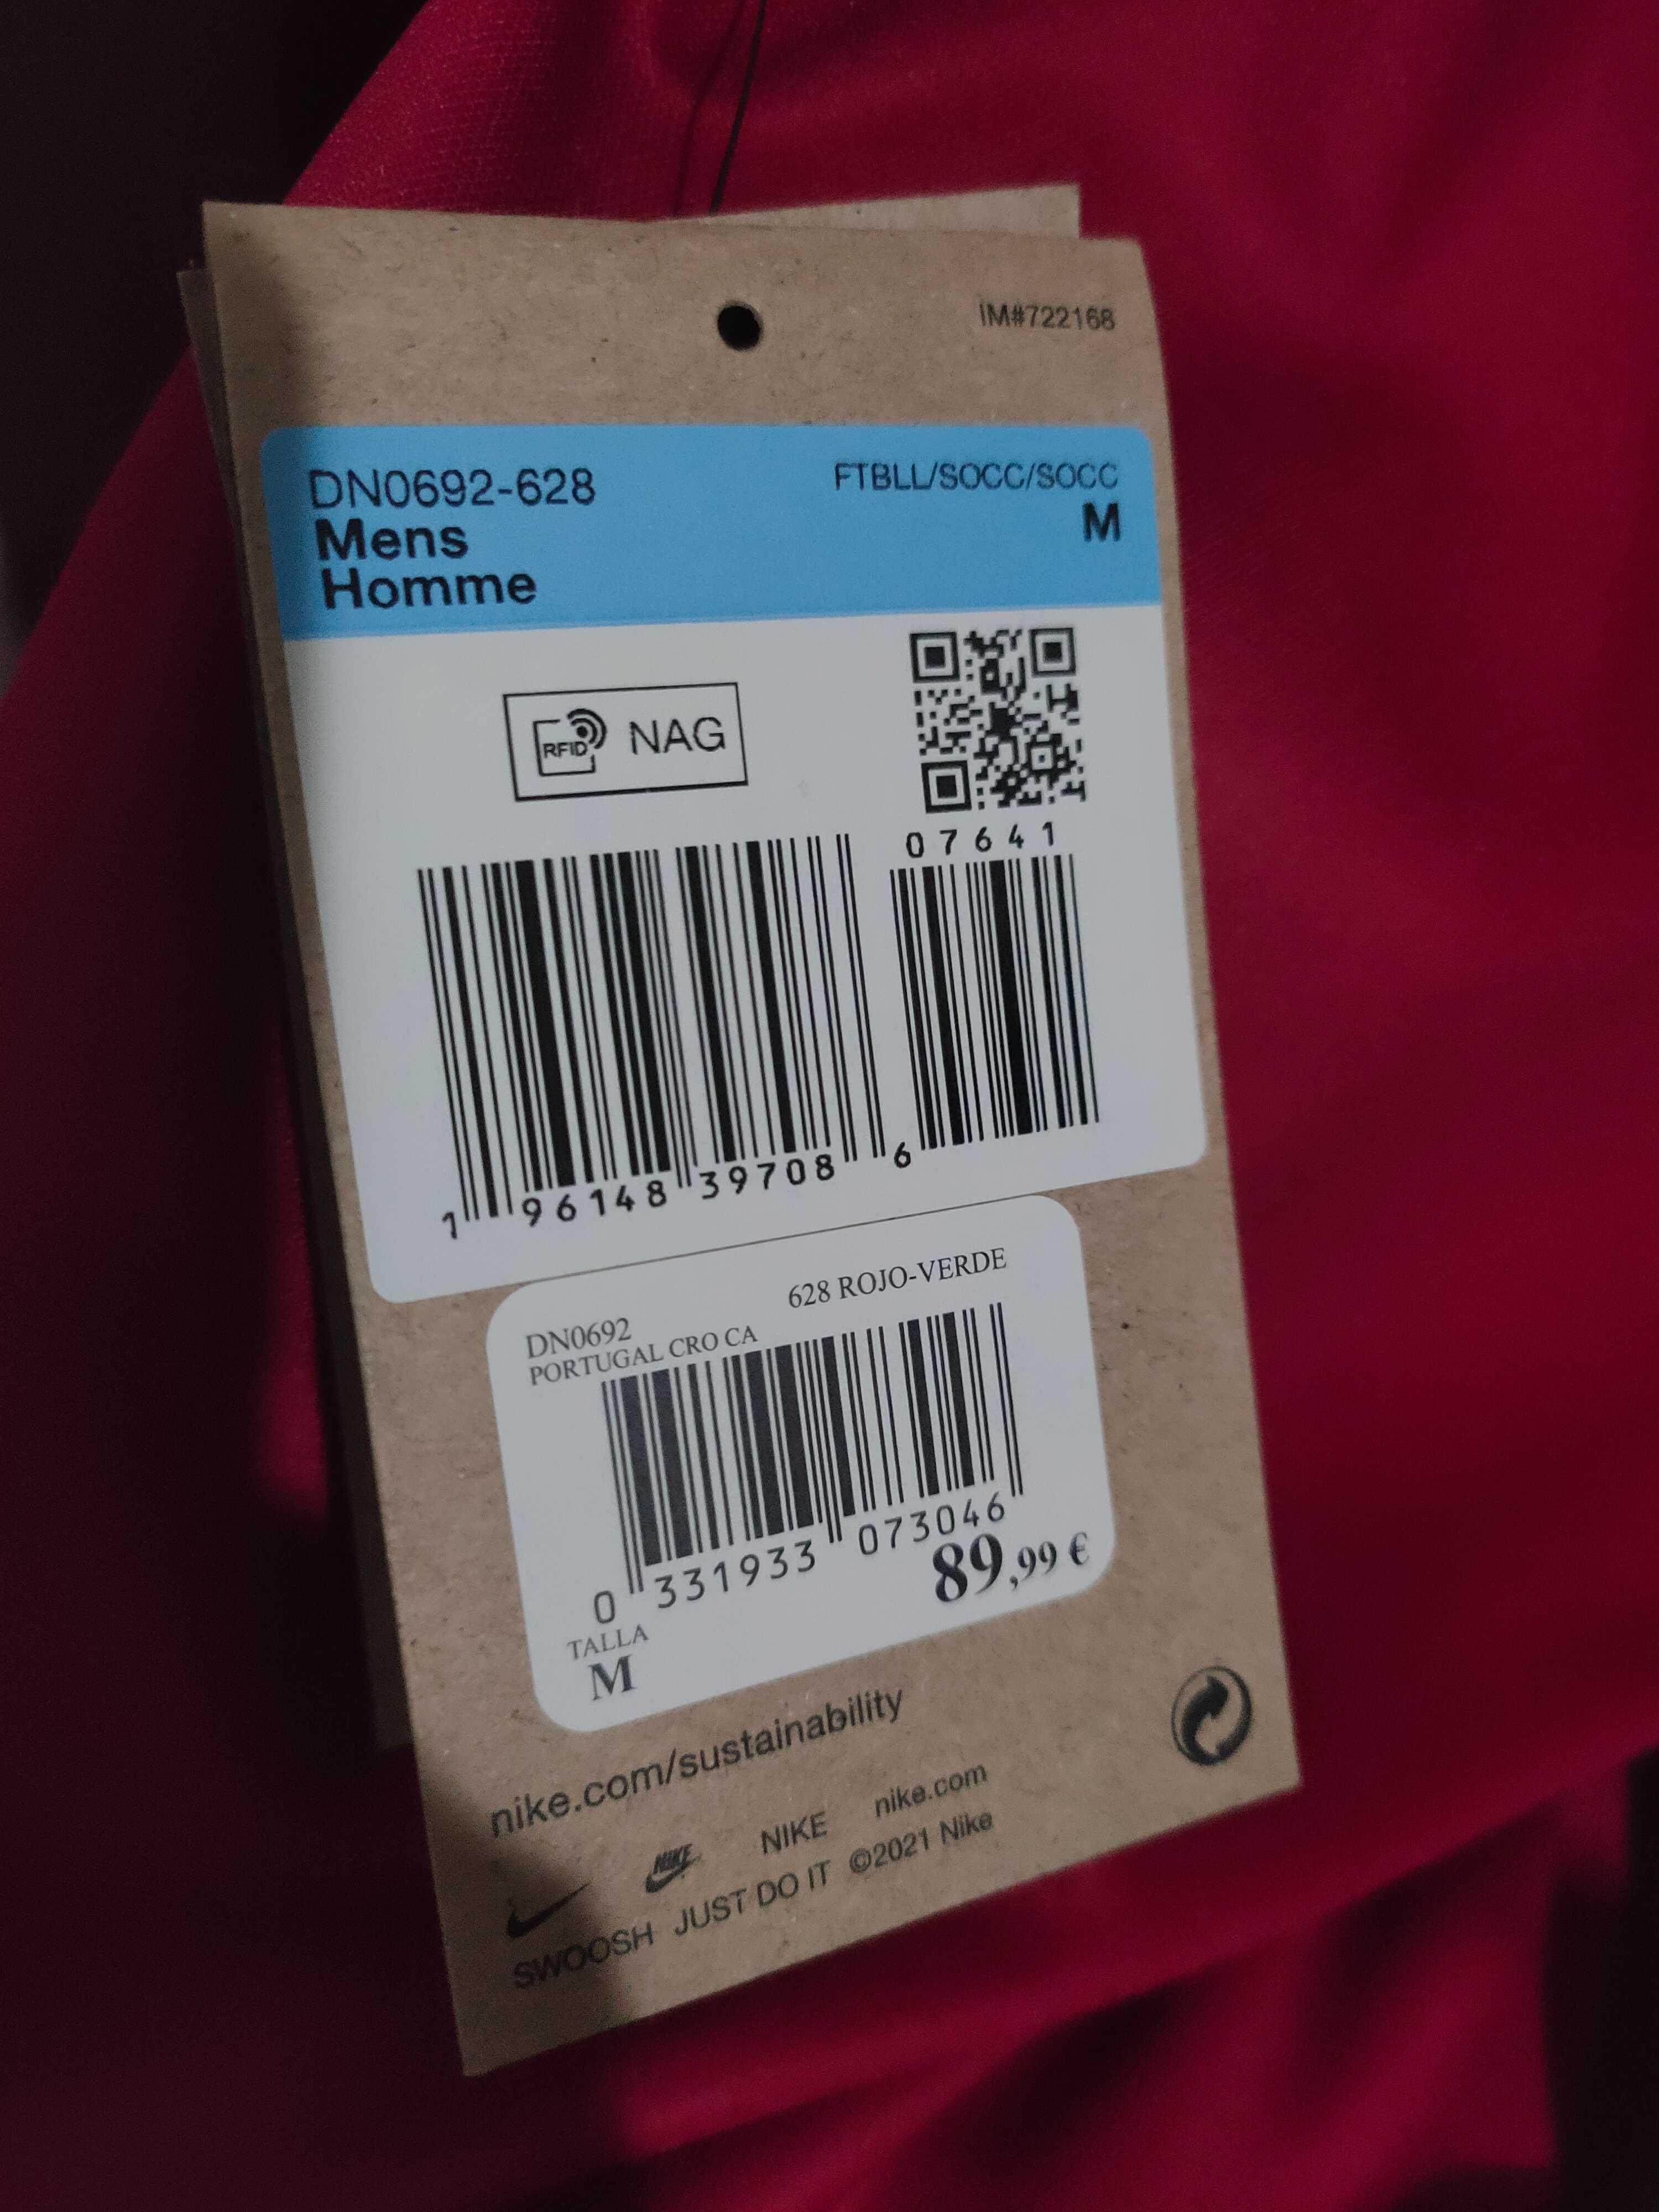 IM#722168
DN0692-628
FTBLL/SOCC/SOCC
Mens
M
Homme
RFID NAG
07641
1 96148 39708 6
628 ROJO-VERDE
DN0692
PORTUGAL CRO CA
0 331933 073046
89,99 €
TALLA
M
nike.com/sustainability
NIKE NIKE nike.com
SWOOSH JUST DO IT ©2021 Nike